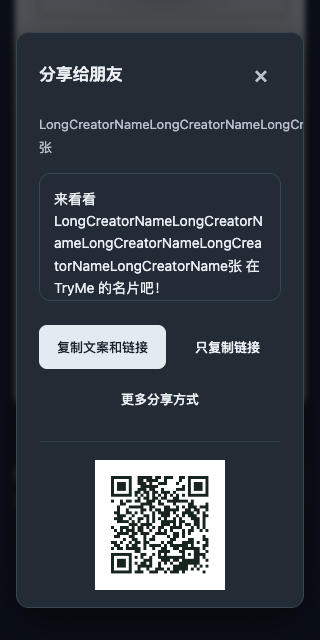 分享给朋友
×
LongCreatorNameLongCreatorNameLongCr
张
来看看
LongCreatorNameLongCreatorN
ameLongCreatorNameLongCrea
torNameLongCreatorName张 在
TryMe 的名片吧！
复制文案和链接
只复制链接
更多分享方式